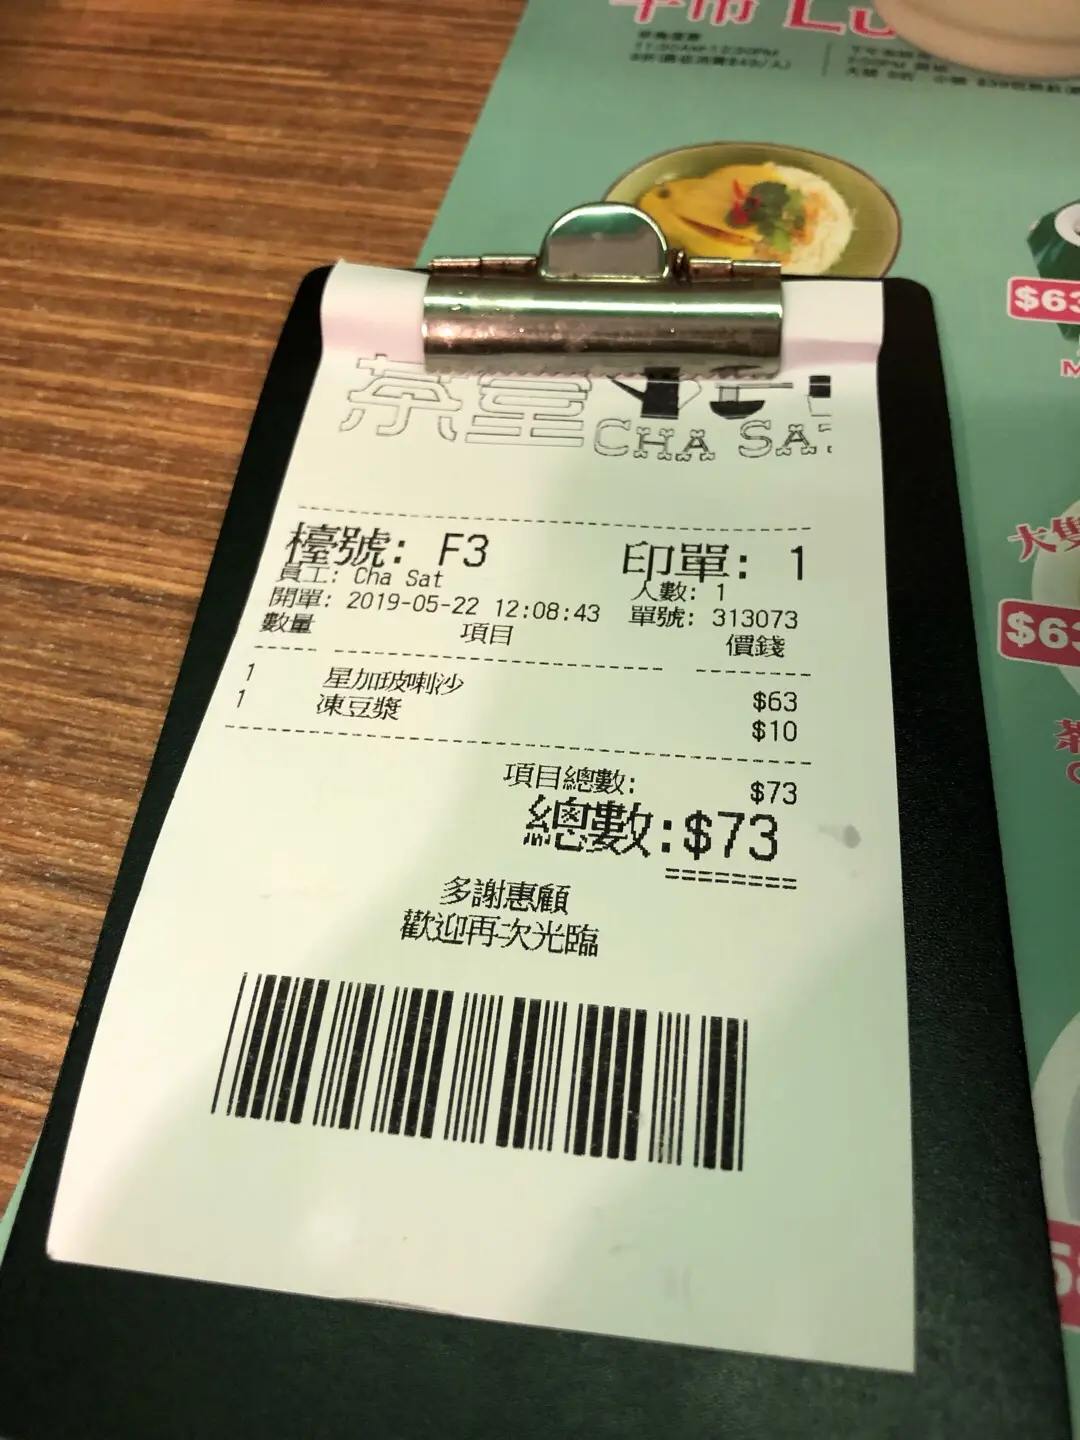 茶室
CHA SAT
檯號: F3
印單: 1
員工: Cha Sat
人數: 1
開單: 2019-05-22 12:08:43
單號: 313073
數量 項目 價錢
1 星加玻喇沙 $63
1 凍豆漿 $10
項目總數: $73
總數:$73
========
多謝惠顧
歡迎再次光臨
$63
大隻
$63